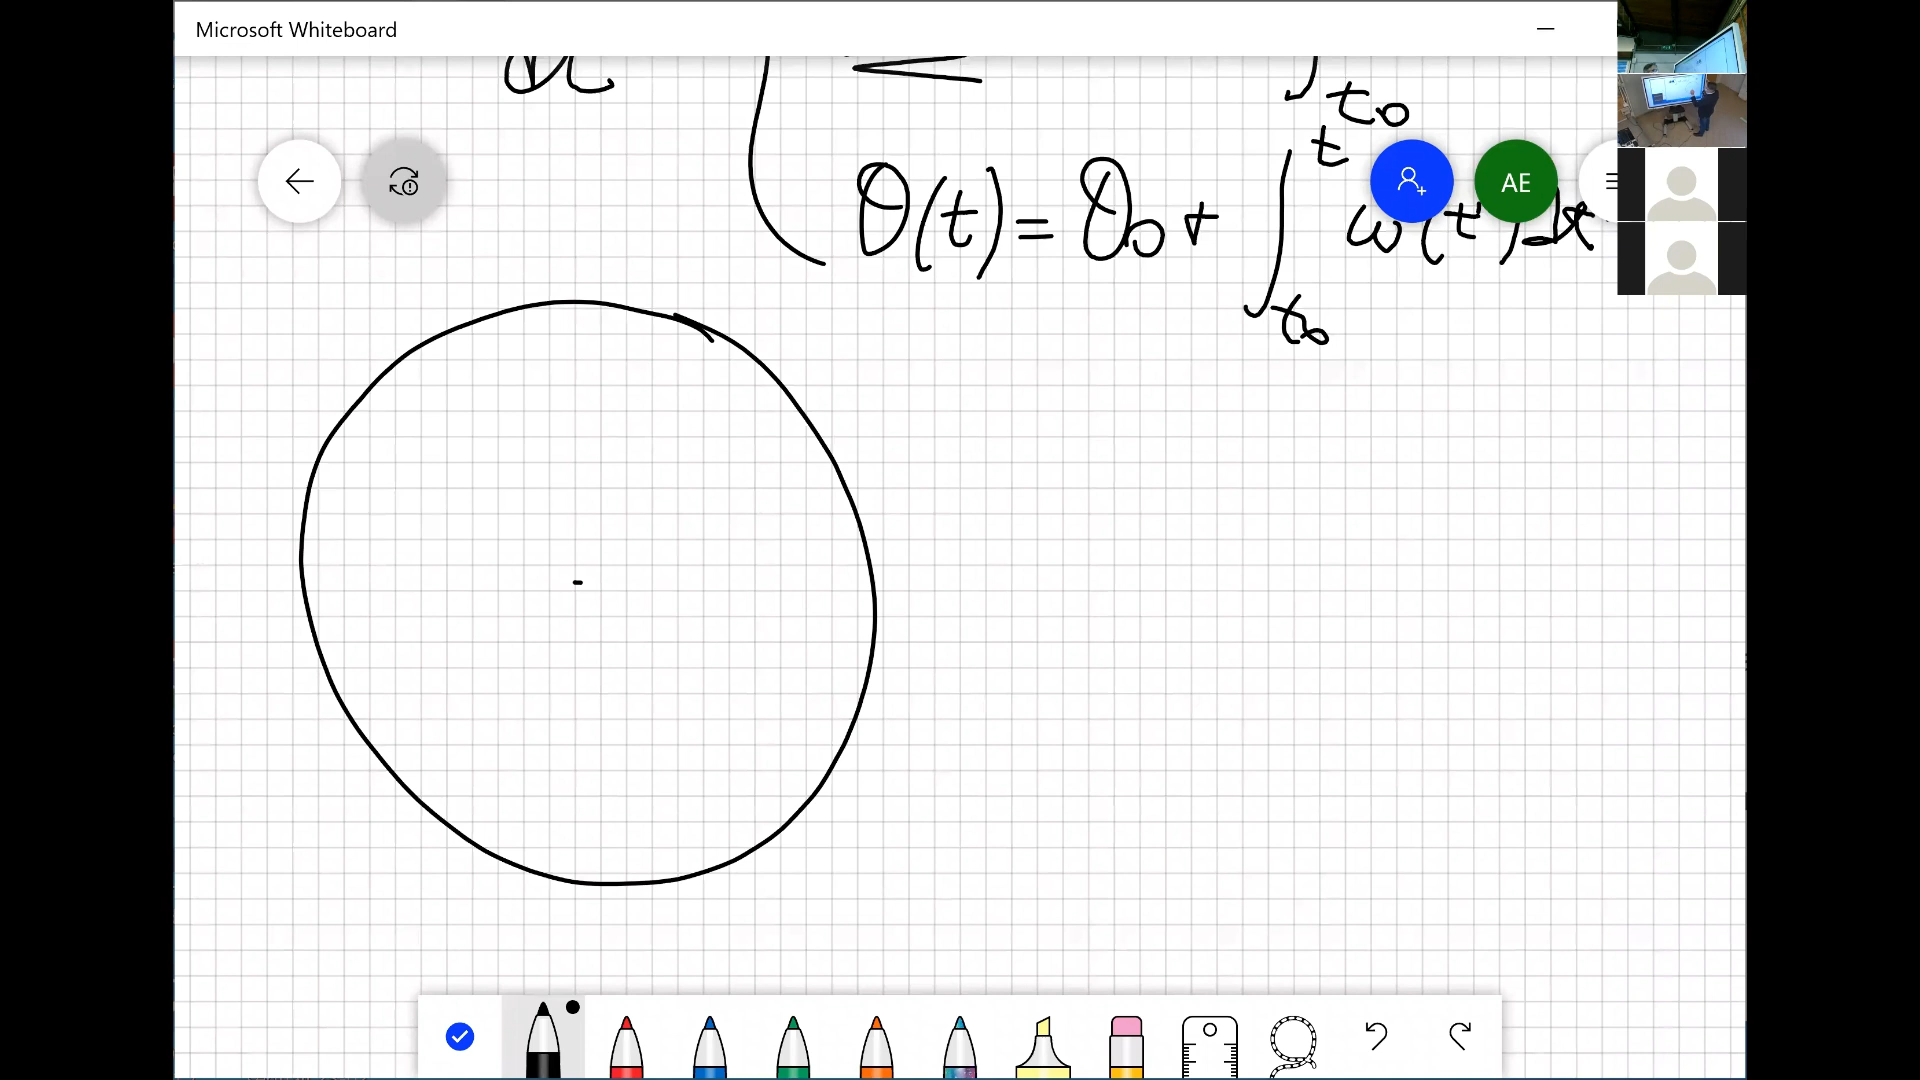 Microsoft Whiteboard
t₀
θ(t) = θ₀ + ∫ t t₀ ω(t) dt
AE